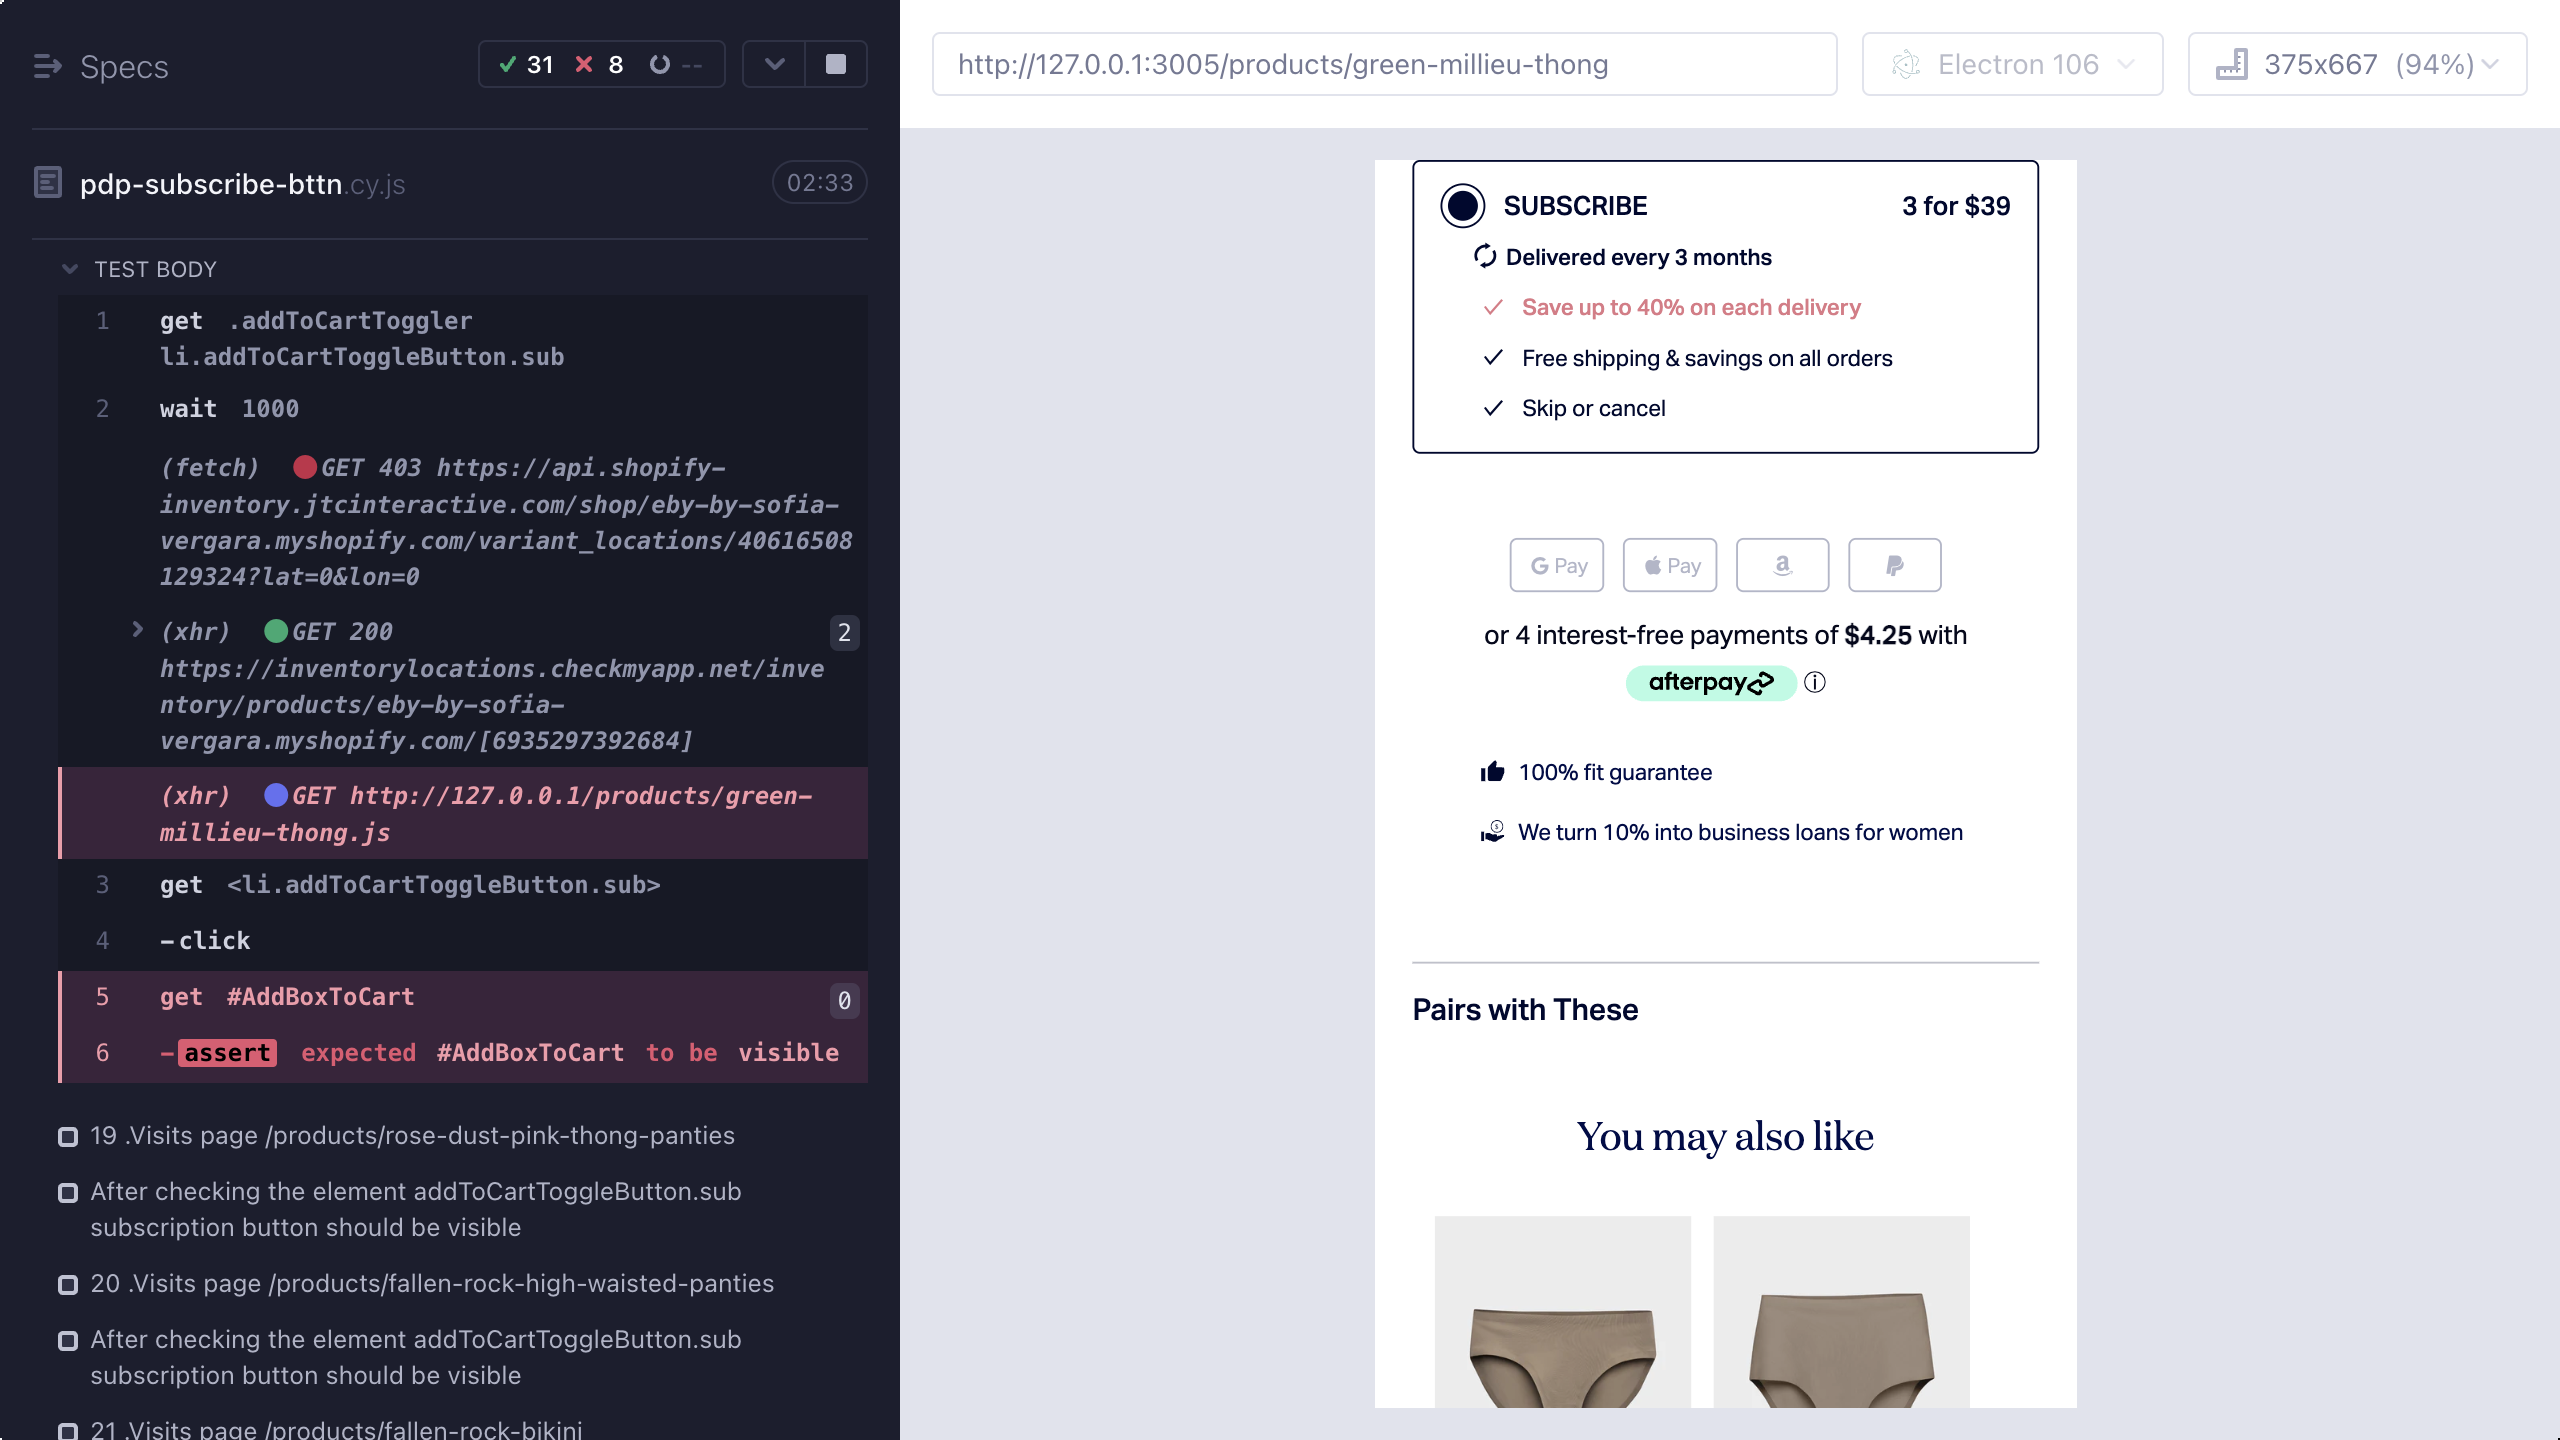 Specs
31
8
--
pdp-subscribe-bttn.cy.js
02:33
TEST BODY
1 get .addToCartToggler
li.addToCartToggleButton.sub
2 wait 1000
(fetch) GET 403 https://api.shopify-
inventory.jtcinteractive.com/shop/eby-by-sofia-
vergara.myshopify.com/variant_locations/40616508
129324?lat=0&lon=0
(xhr) GET 200
2
https://inventorylocations.checkmyapp.net/inve
ntory/products/eby-by-sofia-
vergara.myshopify.com/[6935297392684]
(xhr) GET http://127.0.0.1/products/green-
millieu-thong.js
3 get <li.addToCartToggleButton.sub>
4 -click
5 get #AddBoxToCart 0
6 -assert expected #AddBoxToCart to be visible
19 .Visits page /products/rose-dust-pink-thong-panties
After checking the element addToCartToggleButton.sub
subscription button should be visible
20 .Visits page /products/fallen-rock-high-waisted-panties
After checking the element addToCartToggleButton.sub
subscription button should be visible
21 .Visits page /products/fallen-rock-bikini
http://127.0.0.1:3005/products/green-millieu-thong
Electron 106
375x667 (94%)
SUBSCRIBE 3 for $39
Delivered every 3 months
Save up to 40% on each delivery
Free shipping & savings on all orders
Skip or cancel
G Pay
Pay
a
P
or 4 interest-free payments of $4.25 with
afterpay
100% fit guarantee
We turn 10% into business loans for women
Pairs with These
You may also like